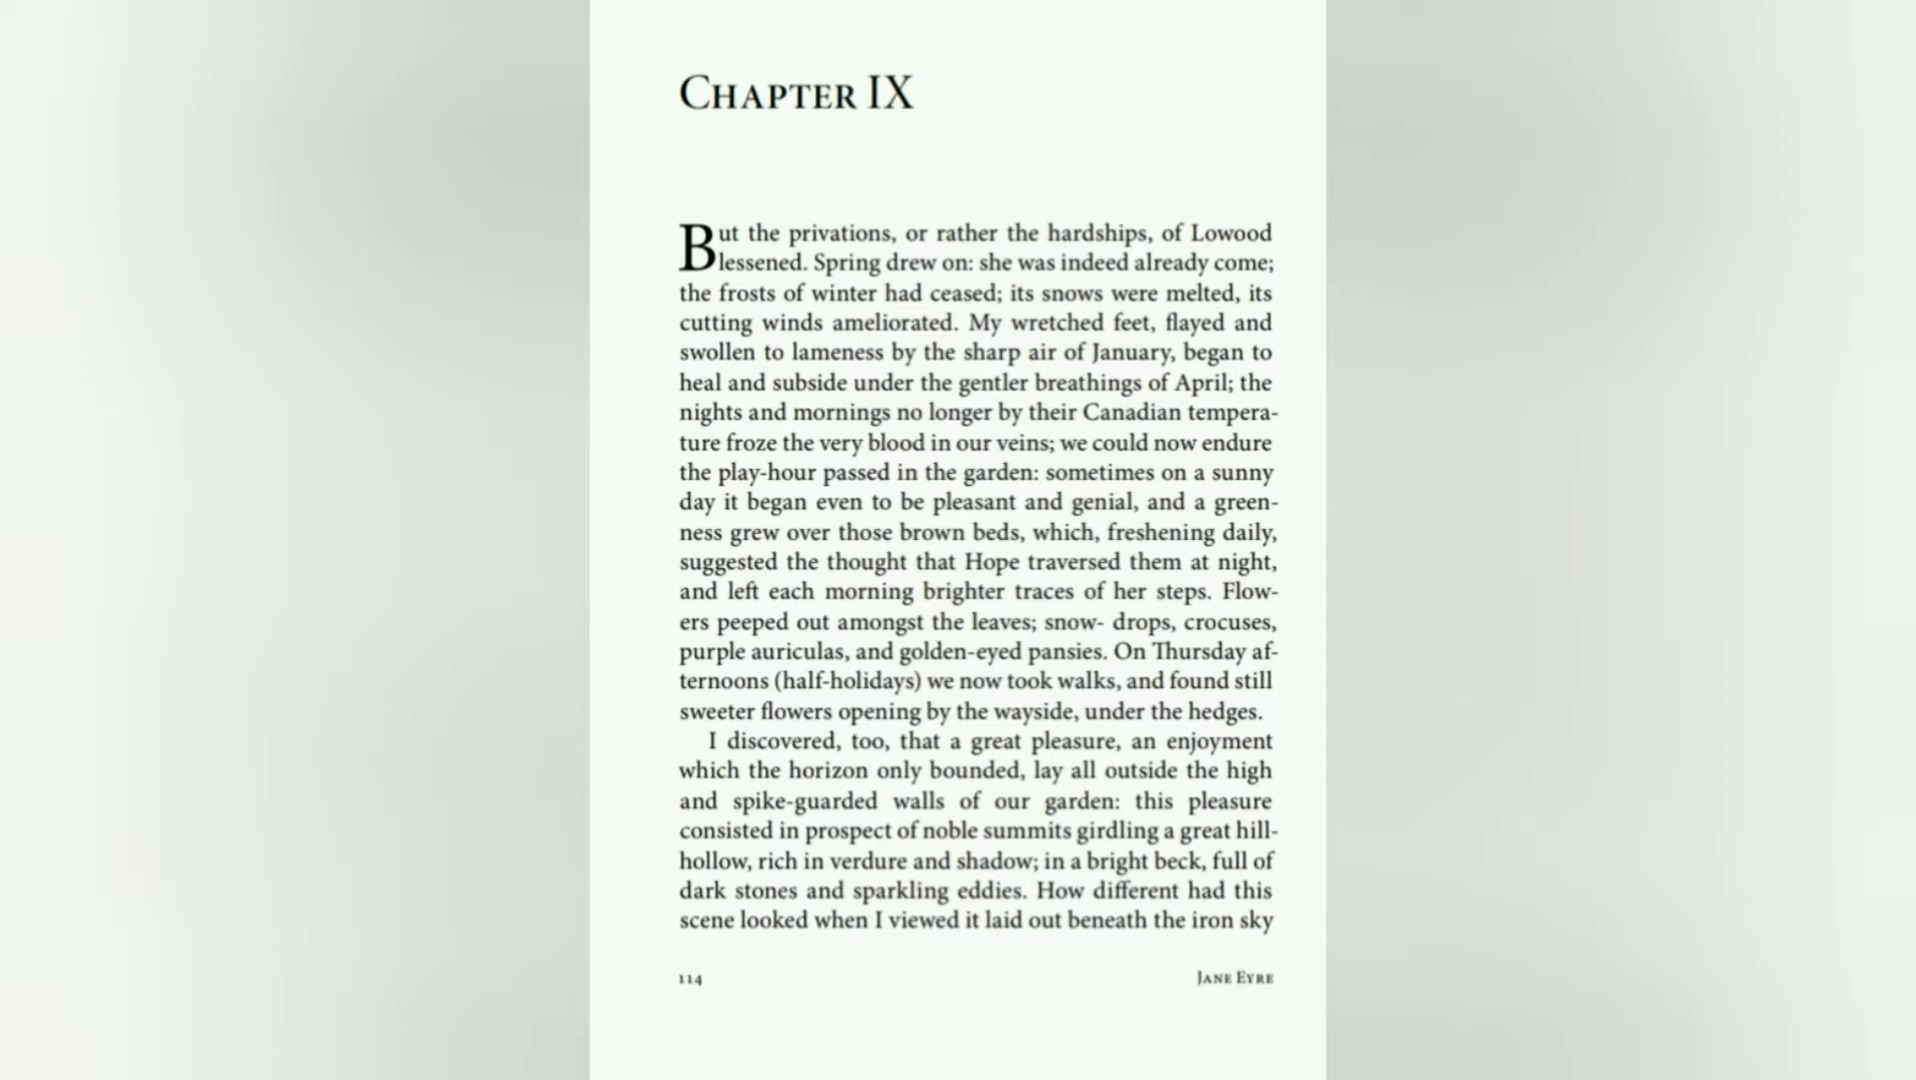 CHAPTER IX
But the privations, or rather the hardships, of Lowood
lessened. Spring drew on: she was indeed already come;
the frosts of winter had ceased; its snows were melted, its
cutting winds ameliorated. My wretched feet, flayed and
swollen to lameness by the sharp air of January, began to
heal and subside under the gentler breathings of April; the
nights and mornings no longer by their Canadian tempera-
ture froze the very blood in our veins; we could now endure
the play-hour passed in the garden: sometimes on a sunny
day it began even to be pleasant and genial, and a green-
ness grew over those brown beds, which, freshening daily,
suggested the thought that Hope traversed them at night,
and left each morning brighter traces of her steps. Flow-
ers peeped out amongst the leaves; snow- drops, crocuses,
purple auriculas, and golden-eyed pansies. On Thursday af-
ternoons (half-holidays) we now took walks, and found still
sweeter flowers opening by the wayside, under the hedges.
I discovered, too, that a great pleasure, an enjoyment
which the horizon only bounded, lay all outside the high
and spike-guarded walls of our garden: this pleasure
consisted in prospect of noble summits girdling a great hill-
hollow, rich in verdure and shadow; in a bright beck, full of
dark stones and sparkling eddies. How different had this
scene looked when I viewed it laid out beneath the iron sky
114 JANE EYRE